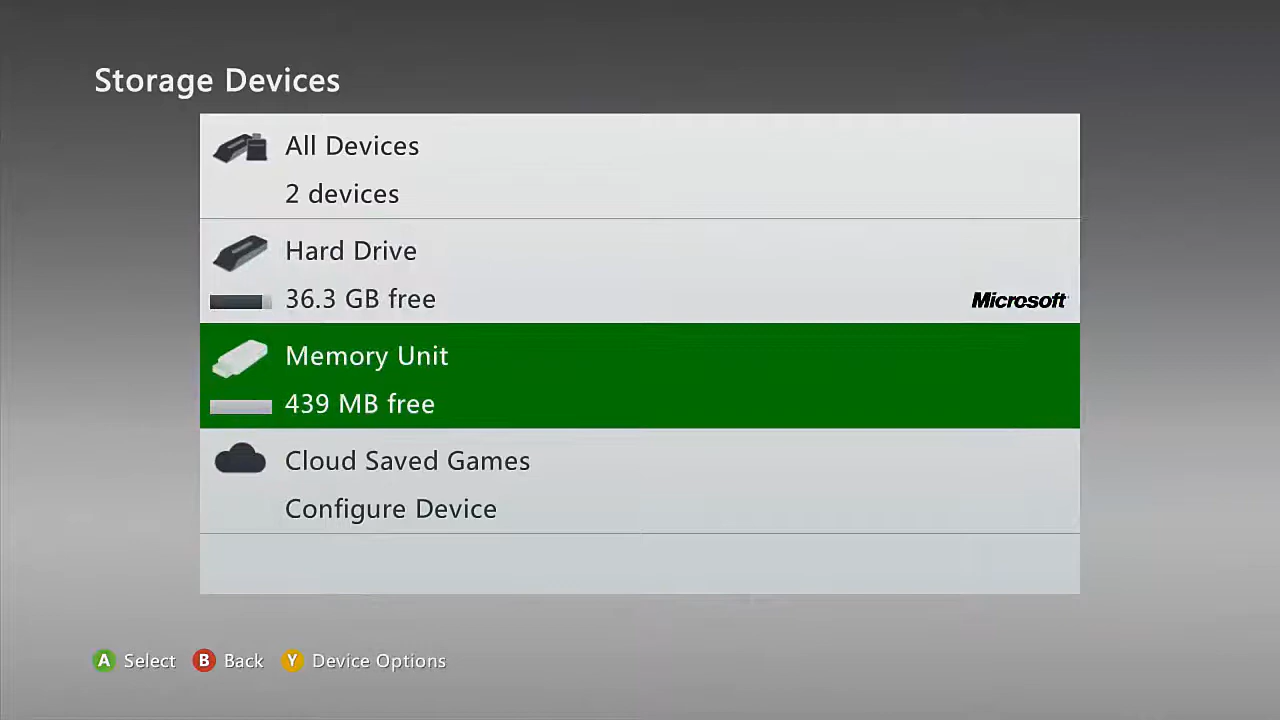 Storage Devices
All Devices
2 devices
Hard Drive
36.3 GB free
Microsoft
Memory Unit
439 MB free
Cloud Saved Games
Configure Device
A Select B Back Y Device Options